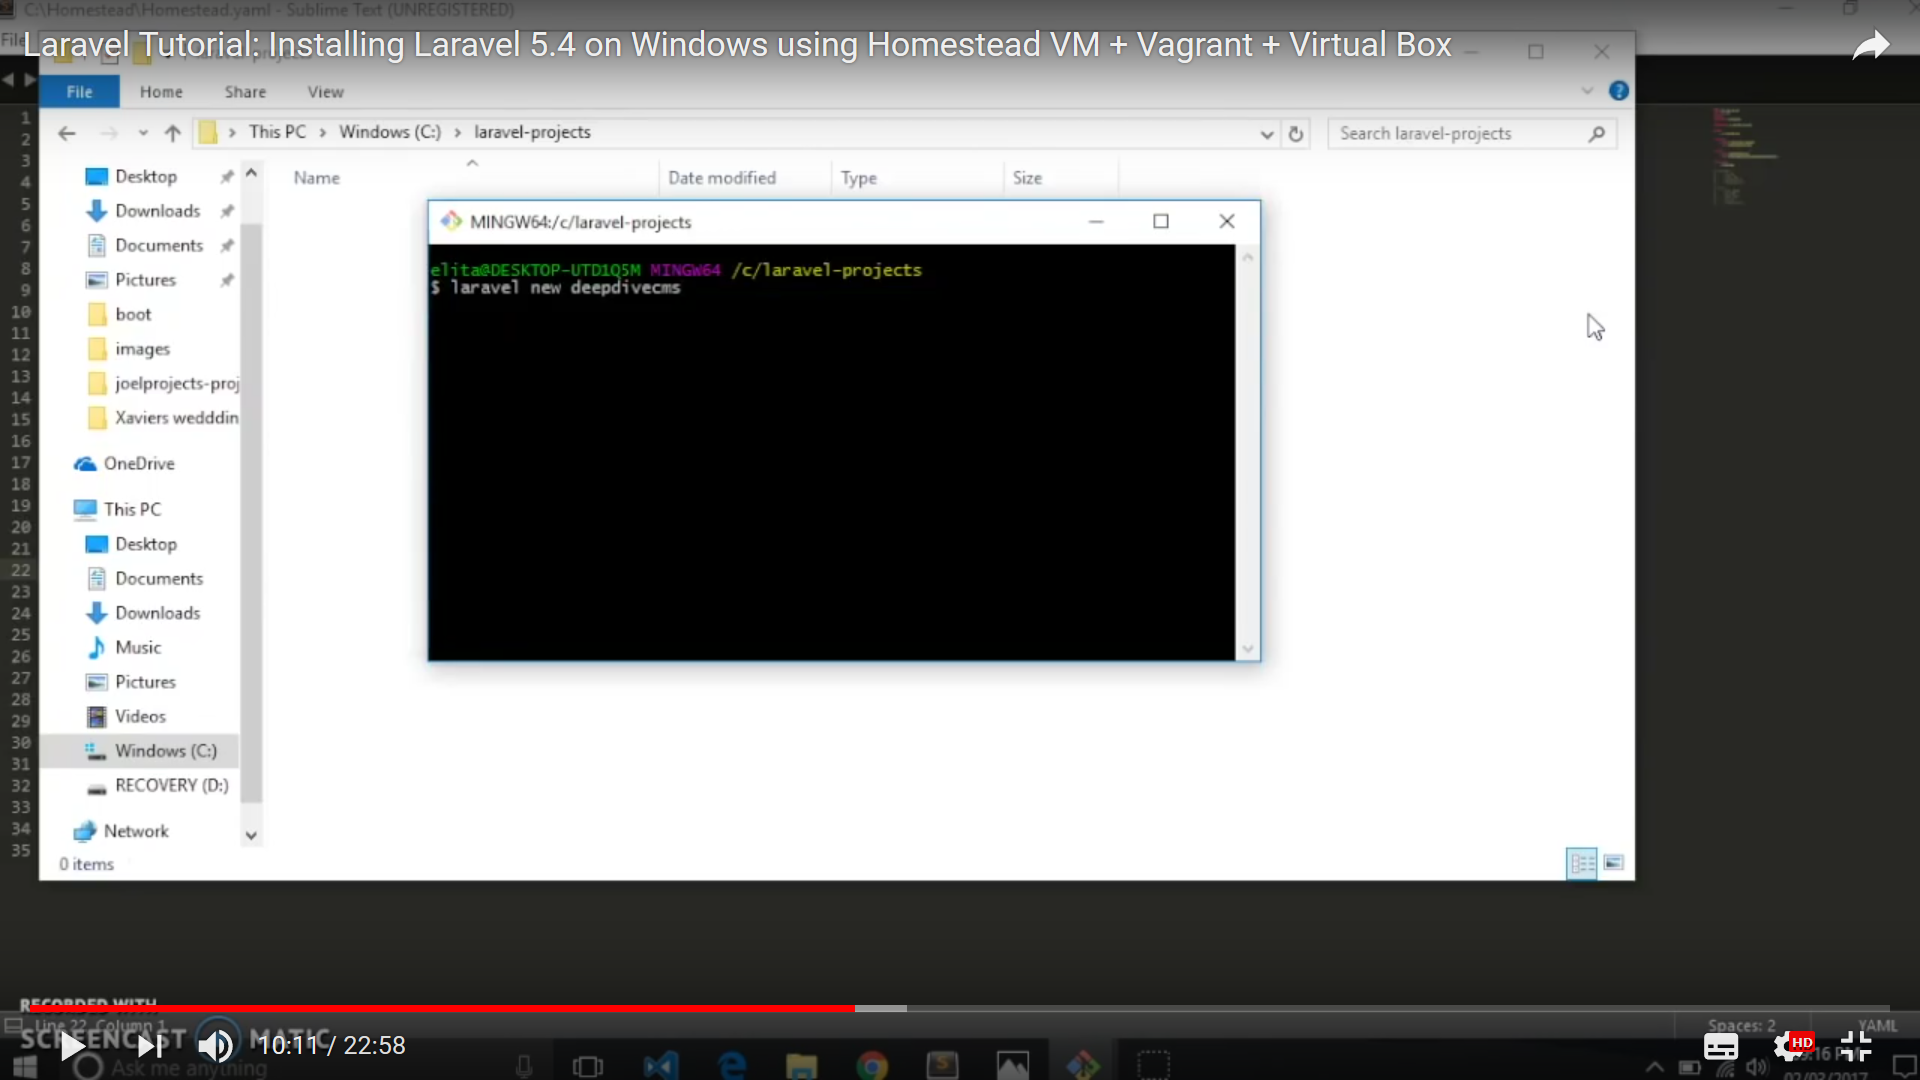 C:\Homestead\Homestead.yaml - Sublime Text (UNREGISTERED)
Laravel Tutorial: Installing Laravel 5.4 on Windows using Homestead VM + Vagrant + Virtual Box
File Home Share View
This PC > Windows (C:) > laravel-projects
Search laravel-projects
Name Date modified Type Size
Desktop
Downloads
Documents
Pictures
boot
images
joelprojects-proj
Xaviers wedddin
OneDrive
This PC
Desktop
Documents
Downloads
Music
Pictures
Videos
Windows (C:)
RECOVERY (D:)
Network
0 items
MINGW64:/c/laravel-projects
elita@DESKTOP-UTD1Q5M MINGW64 /c/laravel-projects
$ laravel new deepdivecms
1
2
3
4
5
6
7
8
9
10
11
12
13
14
15
16
17
18
19
20
21
22
23
24
25
26
27
28
29
30
31
32
33
34
35
RECORDED WITH
SCREENCAST MATIC
Line 22, Column 1
Spaces: 2 YAML
10:11 / 22:58
HD
Ask me anything
02/03/2017